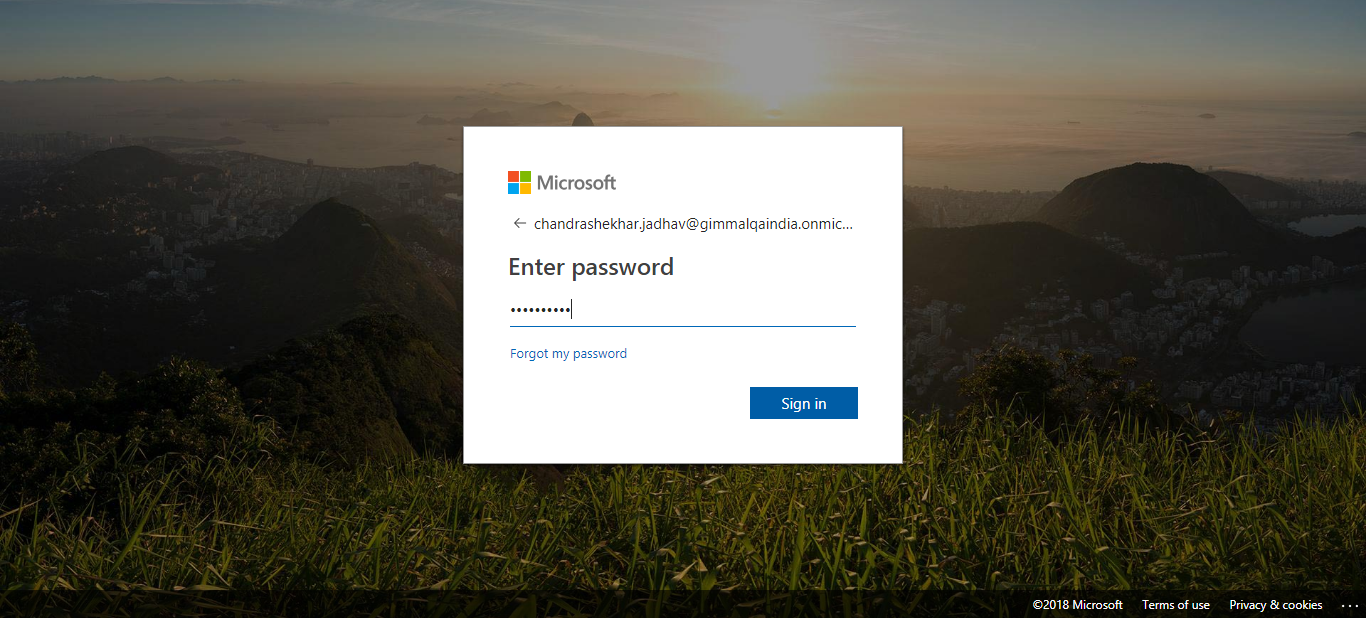 Microsoft
← chandrashekhar.jadhav@gimmalqaindia.onmic...
Enter password
••••••••••
Forgot my password
Sign in
©2018 Microsoft Terms of use Privacy & cookies ...